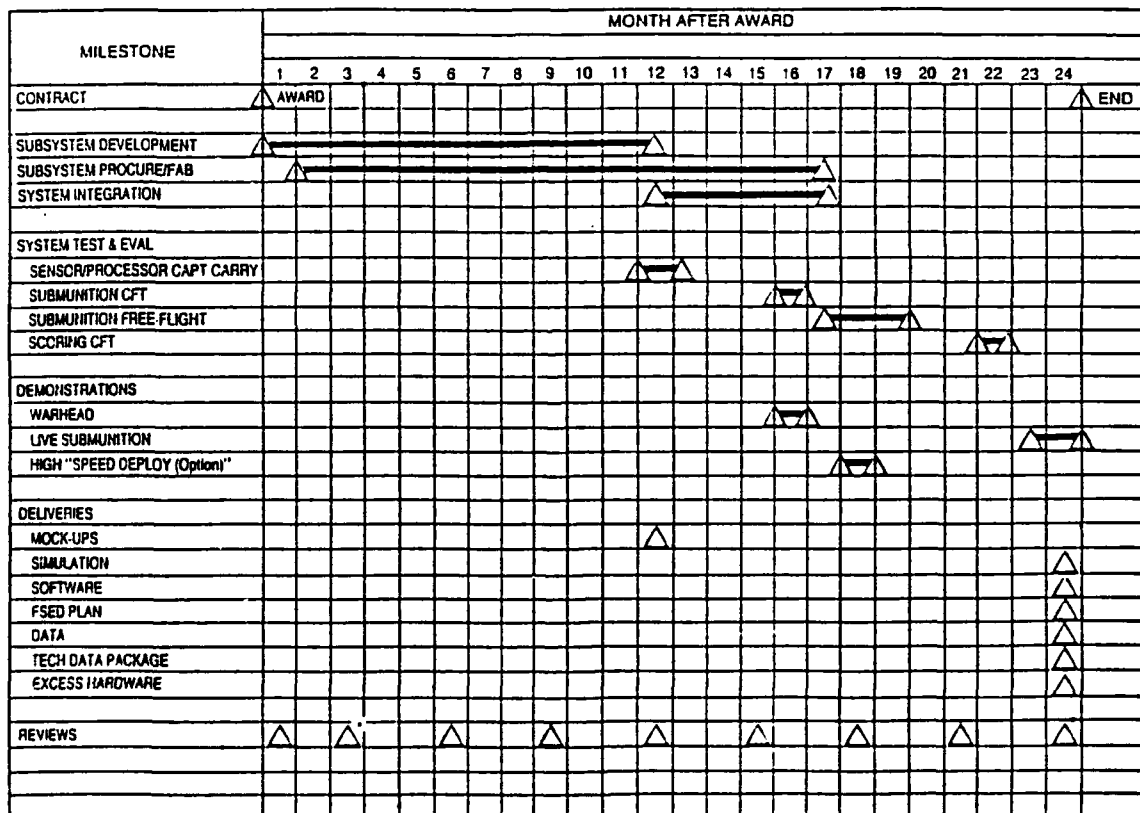 MONTH AFTER AWARD
MILESTONE
1 2 3 4 5 6 7 8 9 10 11 12 13 14 15 16 17 18 19 20 21 22 23 24
CONTRACT AWARD END
SUBSYSTEM DEVELOPMENT
SUBSYSTEM PROCURE/FAB
SYSTEM INTEGRATION
SYSTEM TEST & EVAL
SENSOR/PROCESSOR CAPT CARRY
SUBMUNITION CFT
SUBMUNITION FREE-FLIGHT
SCORING CFT
DEMONSTRATIONS
WARHEAD
LIVE SUBMUNITION
HIGH "SPEED DEPLOY (Option)"
DELIVERIES
MOCK-UPS
SIMULATION
SOFTWARE
FSED PLAN
DATA
TECH DATA PACKAGE
EXCESS HARDWARE
REVIEWS